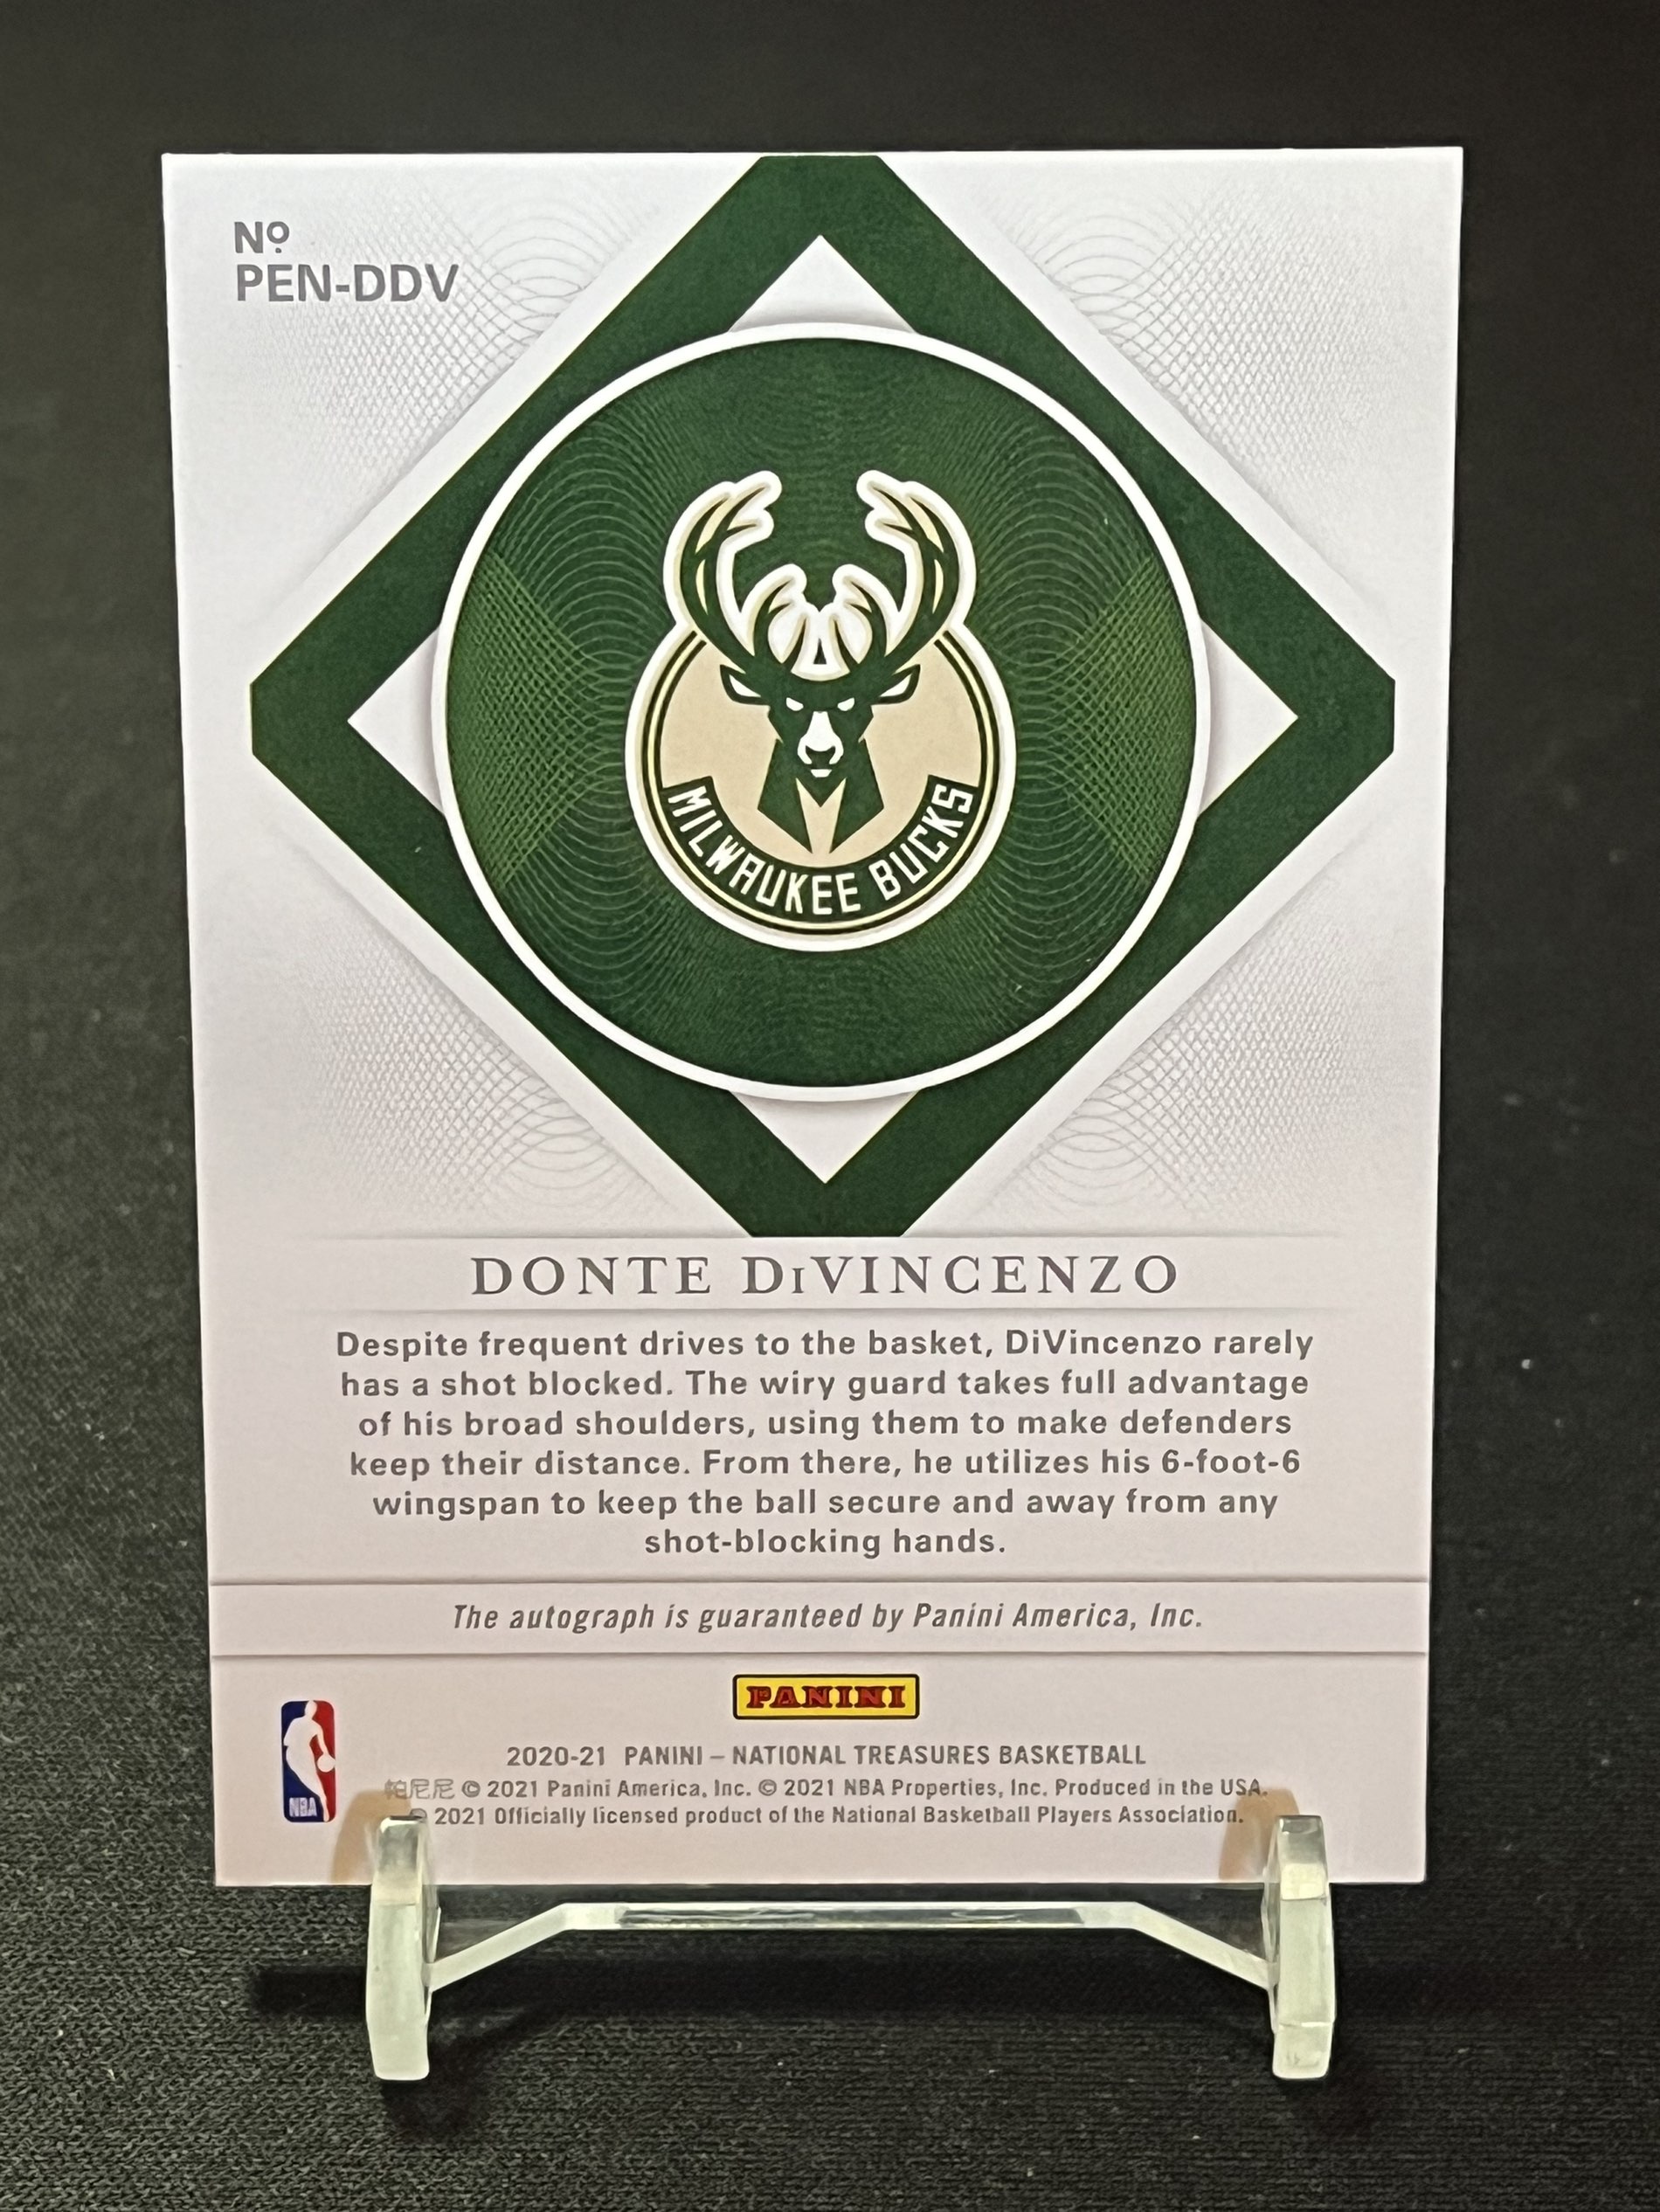 Nº
PEN-DDV
MILWAUKEE BUCKS
DONTE DiVINCENZO
Despite frequent drives to the basket, DiVincenzo rarely
has a shot blocked. The wiry guard takes full advantage
of his broad shoulders, using them to make defenders
keep their distance. From there, he utilizes his 6-foot-6
wingspan to keep the ball secure and away from any
shot-blocking hands.
The autograph is guaranteed by Panini America, Inc.
PANINI
2020-21 PANINI – NATIONAL TREASURES BASKETBALL
帕尼尼 © 2021 Panini America, Inc. © 2021 NBA Properties, Inc. Produced in the USA.
© 2021 Officially licensed product of the National Basketball Players Association.
NBA